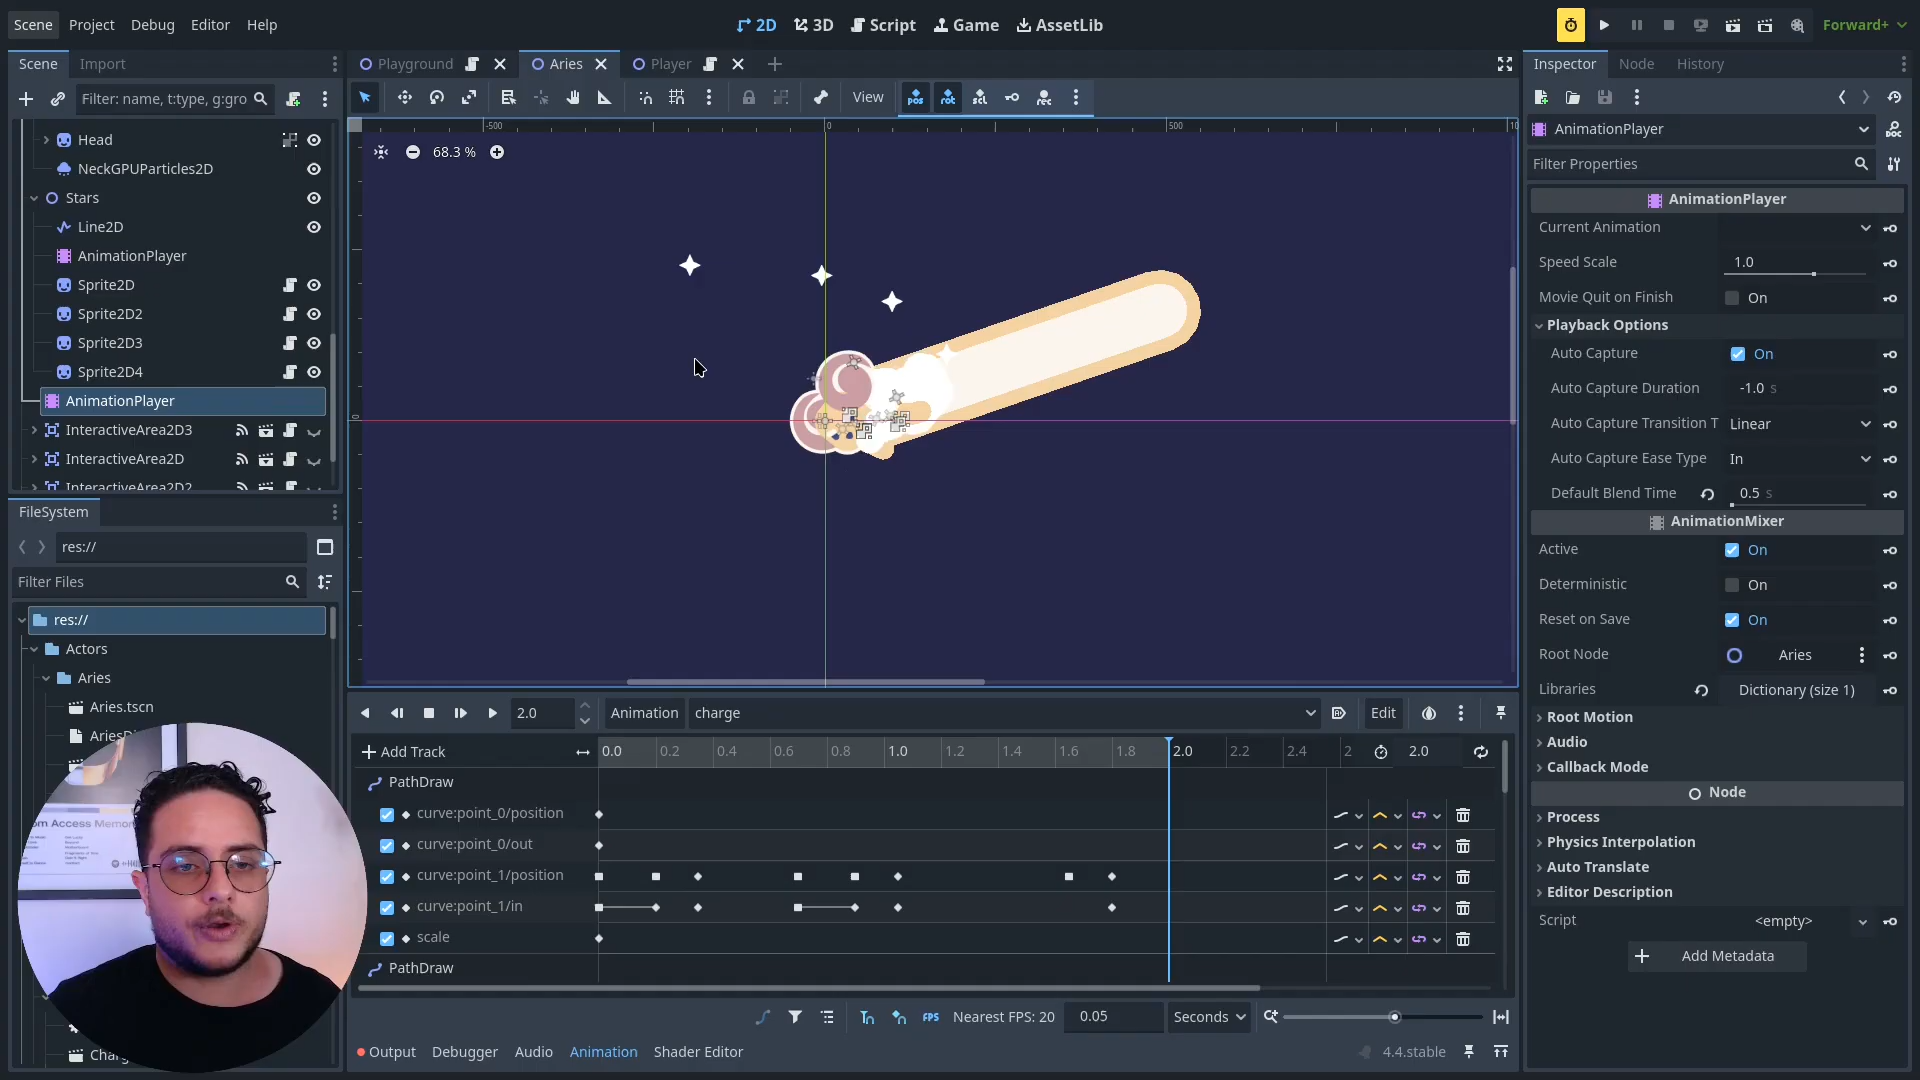 Scene Project Debug Editor Help
2D 3D Script Game AssetLib
Forward+
Scene Import
Filter: name, t:type, g:gro
Head
NeckGPUParticles2D
Stars
Line2D
AnimationPlayer
Sprite2D
Sprite2D2
Sprite2D3
Sprite2D4
AnimationPlayer
InteractiveArea2D3
InteractiveArea2D
InteractiveArea2D2
FileSystem
res://
Filter Files
res://
Actors
Aries
Aries.tscn
Playground Aries Player
View pos rot scl rec
-500 0 500
0
68.3 %
2.0 Animation charge Edit
Add Track 0.0 0.2 0.4 0.6 0.8 1.0 1.2 1.4 1.6 1.8 2.0 2.2 2.4 2 2.0
PathDraw
curve:point_0/position
curve:point_0/out
curve:point_1/position
curve:point_1/in
scale
PathDraw
FPS Nearest FPS: 20 0.05 Seconds
Output Debugger Audio Animation Shader Editor 4.4.stable
Inspector Node History
AnimationPlayer DOC
Filter Properties
AnimationPlayer
Current Animation
Speed Scale 1.0
Movie Quit on Finish On
Playback Options
Auto Capture On
Auto Capture Duration -1.0 s
Auto Capture Transition T Linear
Auto Capture Ease Type In
Default Blend Time 0.5 s
AnimationMixer
Active On
Deterministic On
Reset on Save On
Root Node Aries
Libraries Dictionary (size 1)
Root Motion
Audio
Callback Mode
Node
Process
Physics Interpolation
Auto Translate
Editor Description
Script <empty>
Add Metadata